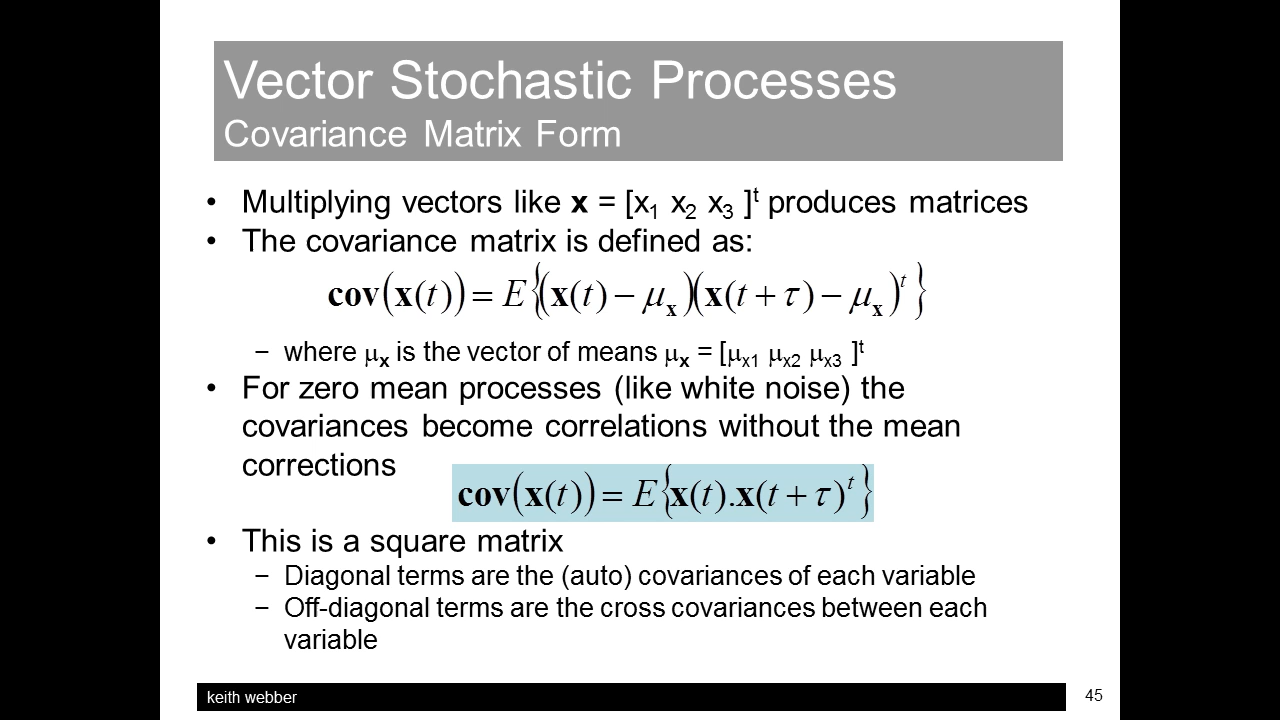 Vector Stochastic Processes
Covariance Matrix Form
• Multiplying vectors like x = [x₁ x₂ x₃ ]ᵗ produces matrices
• The covariance matrix is defined as:
cov(x(t)) = E{(x(t) − μₓ)(x(t + τ) − μₓ)ᵗ}
− where μₓ is the vector of means μₓ = [μₓ₁ μₓ₂ μₓ₃ ]ᵗ
• For zero mean processes (like white noise) the
covariances become correlations without the mean
corrections
cov(x(t)) = E{x(t).x(t + τ)ᵗ}
• This is a square matrix
− Diagonal terms are the (auto) covariances of each variable
− Off-diagonal terms are the cross covariances between each
variable
keith webber
45